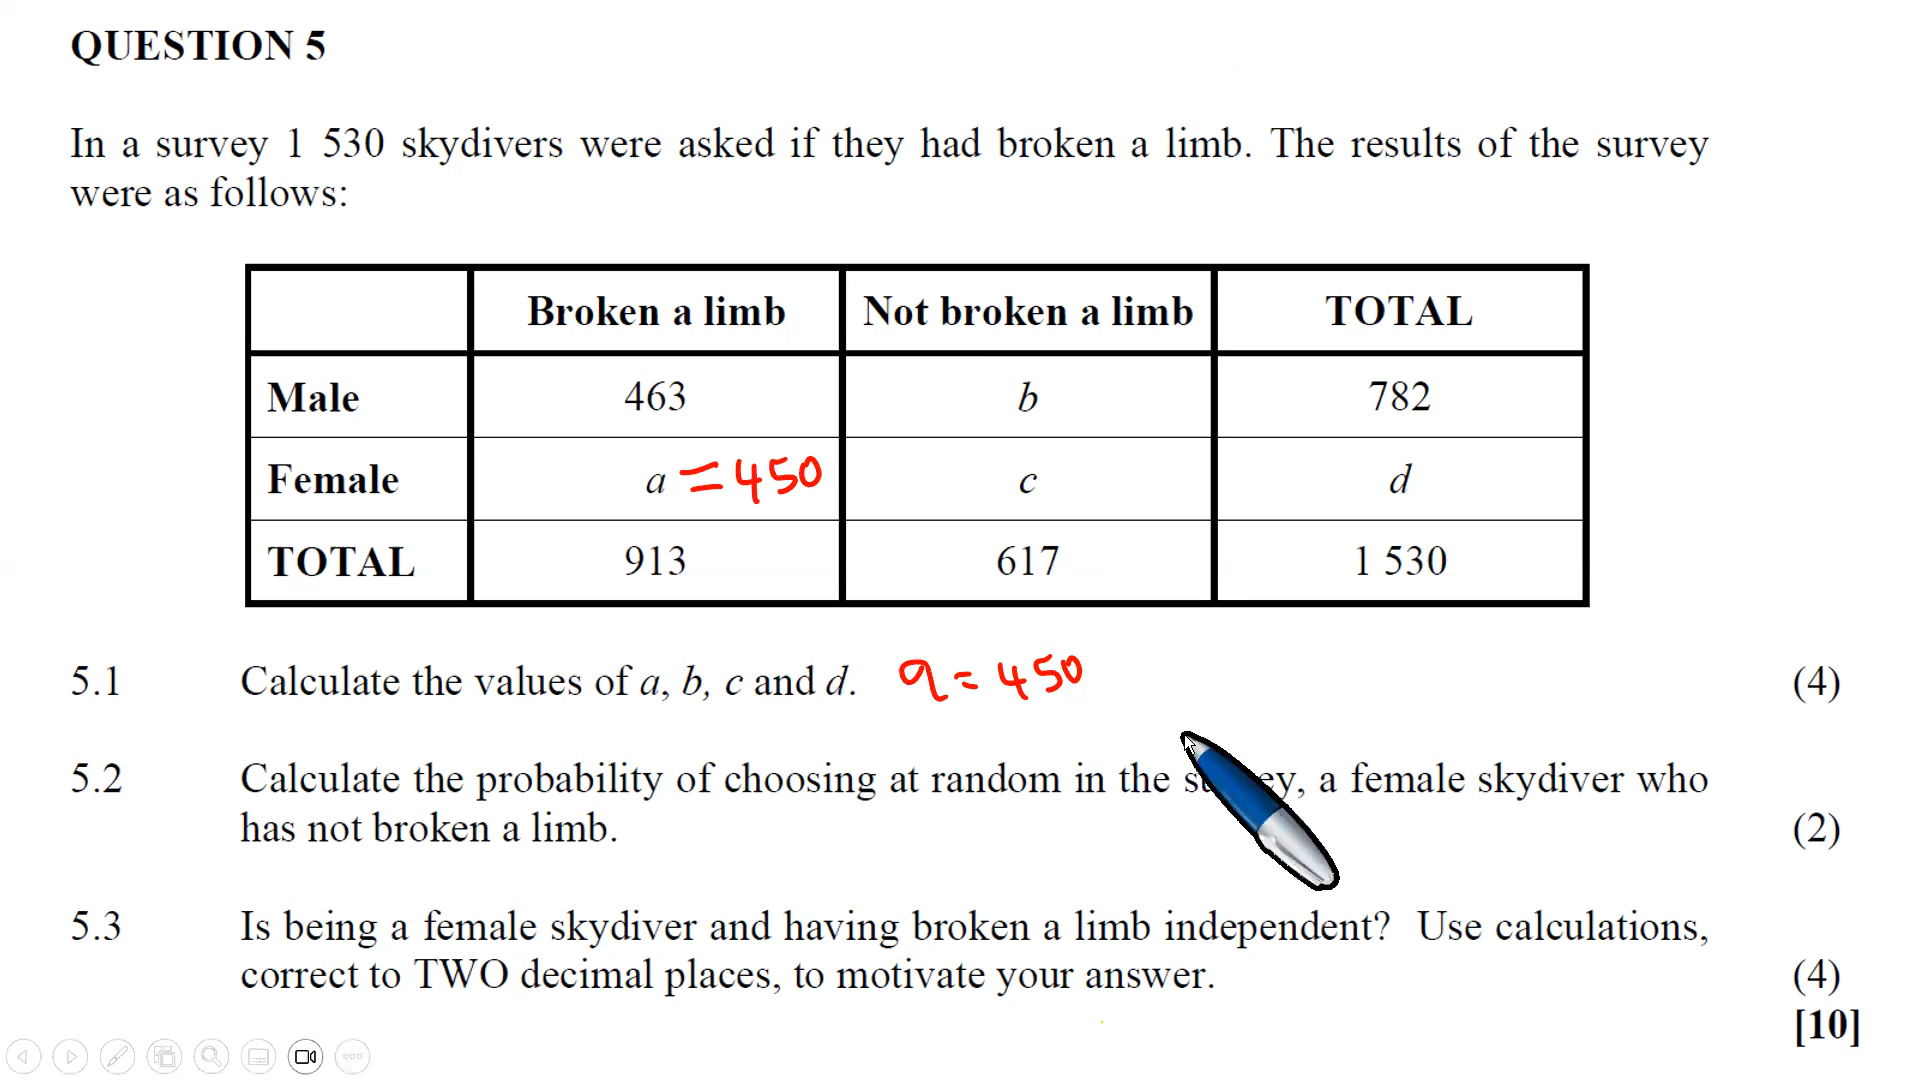 QUESTION 5
In a survey 1 530 skydivers were asked if they had broken a limb. The results of the survey
were as follows:
Broken a limb Not broken a limb TOTAL
Male 463 b 782
Female a = 450 c d
TOTAL 913 617 1 530
5.1 Calculate the values of a, b, c and d. a = 450 (4)
5.2 Calculate the probability of choosing at random in the survey, a female skydiver who
has not broken a limb. (2)
5.3 Is being a female skydiver and having broken a limb independent? Use calculations,
correct to TWO decimal places, to motivate your answer. (4)
[10]